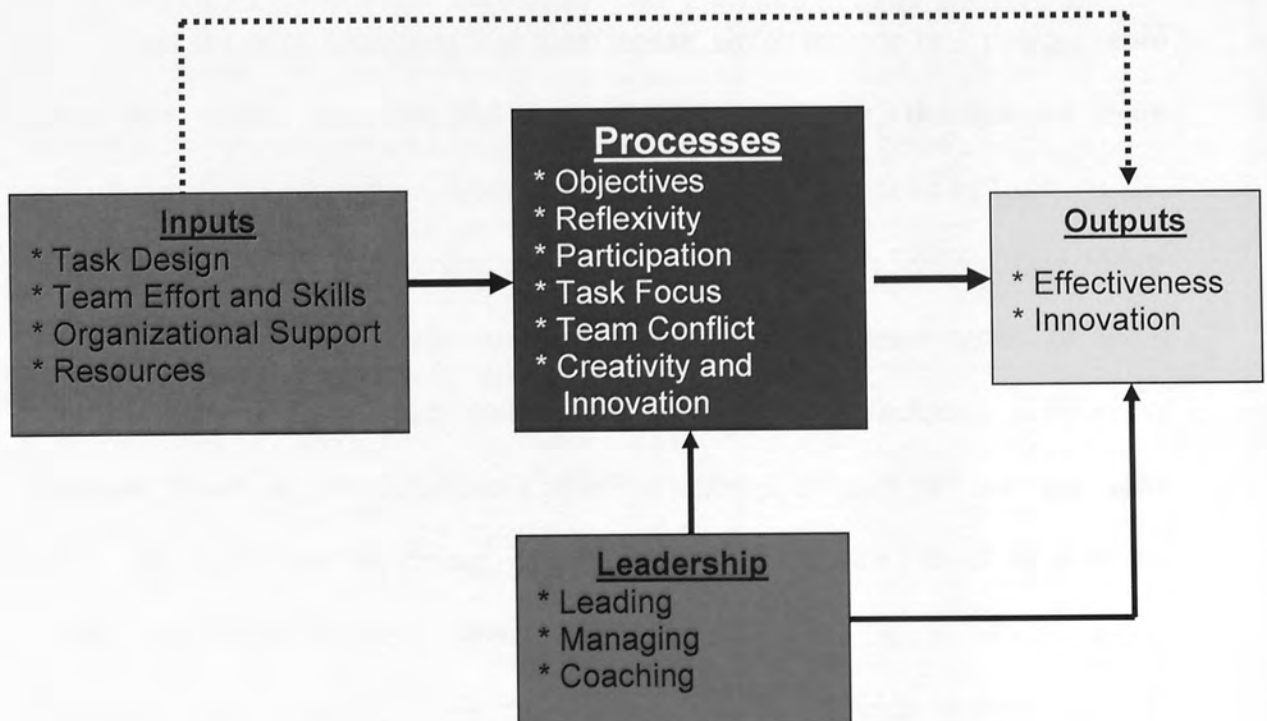 Inputs
* Task Design
* Team Effort and Skills
* Organizational Support
* Resources
Processes
* Objectives
* Reflexivity
* Participation
* Task Focus
* Team Conflict
* Creativity and
Innovation
Outputs
* Effectiveness
* Innovation
Leadership
* Leading
* Managing
* Coaching